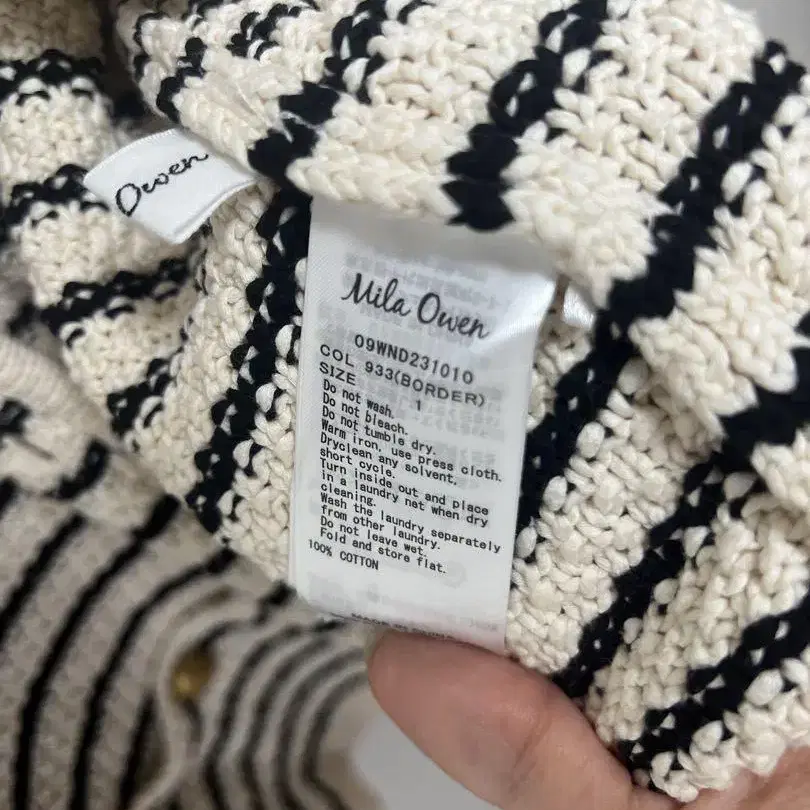 Owen
Mila Owen
09WND231010
COL 933(BORDER)
SIZE 1
Do not wash.
Do not bleach.
Do not tumble dry.
Warm iron, use press cloth.
Dryclean any solvent,
short cycle.
Turn inside out and place
in a laundry net when dry
cleaning.
Wash the laundry separately
from other laundry.
Do not leave wet.
Fold and store flat.
100% COTTON